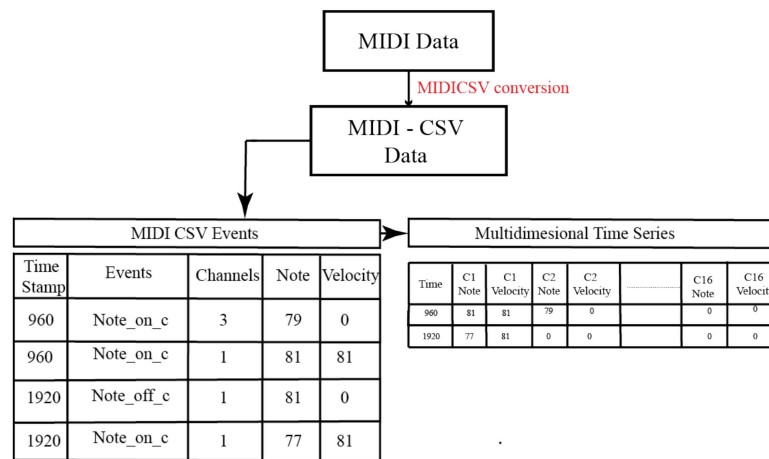 MIDI Data
MIDICSV conversion
MIDI - CSV
Data
MIDI CSV Events
Time Stamp Events Channels Note Velocity
960 Note_on_c 3 79 0
960 Note_on_c 1 81 81
1920 Note_off_c 1 81 0
1920 Note_on_c 1 77 81
Multidimesional Time Series
Time C1 Note C1 Velocity C2 Note C2 Velocity ................... C16 Note C16 Velocity
960 81 81 79 0 0 0
1920 77 81 0 0 0 0